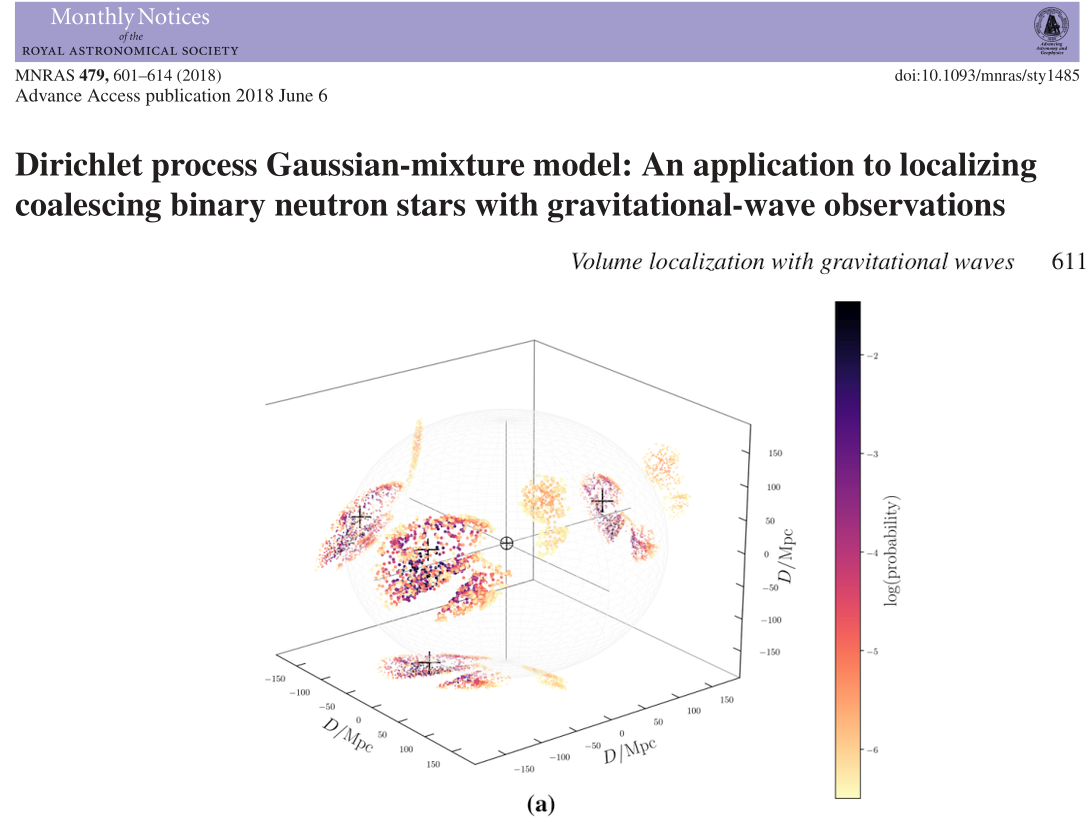 Monthly Notices
of the
ROYAL ASTRONOMICAL SOCIETY
Advancing
Astronomy and
Geophysics
MNRAS 479, 601–614 (2018)
doi:10.1093/mnras/sty1485
Advance Access publication 2018 June 6
Dirichlet process Gaussian-mixture model: An application to localizing
coalescing binary neutron stars with gravitational-wave observations
Volume localization with gravitational waves 611
−2
−3
−4
−5
−6
log(probability)
150
100
50
0
−50
−100
−150
D/Mpc
−150
−100
−50
0
50
100
150
D/Mpc
−150
−100
−50
0
50
100
150
D/Mpc
(a)